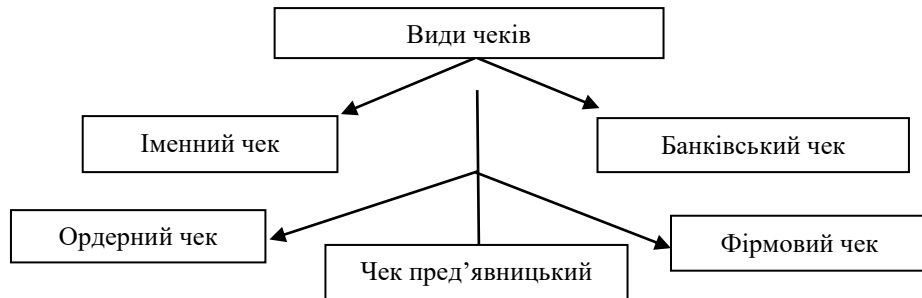 Види чеків
Іменний чек
Банківський чек
Ордерний чек
Чек пред’явницький
Фірмовий чек